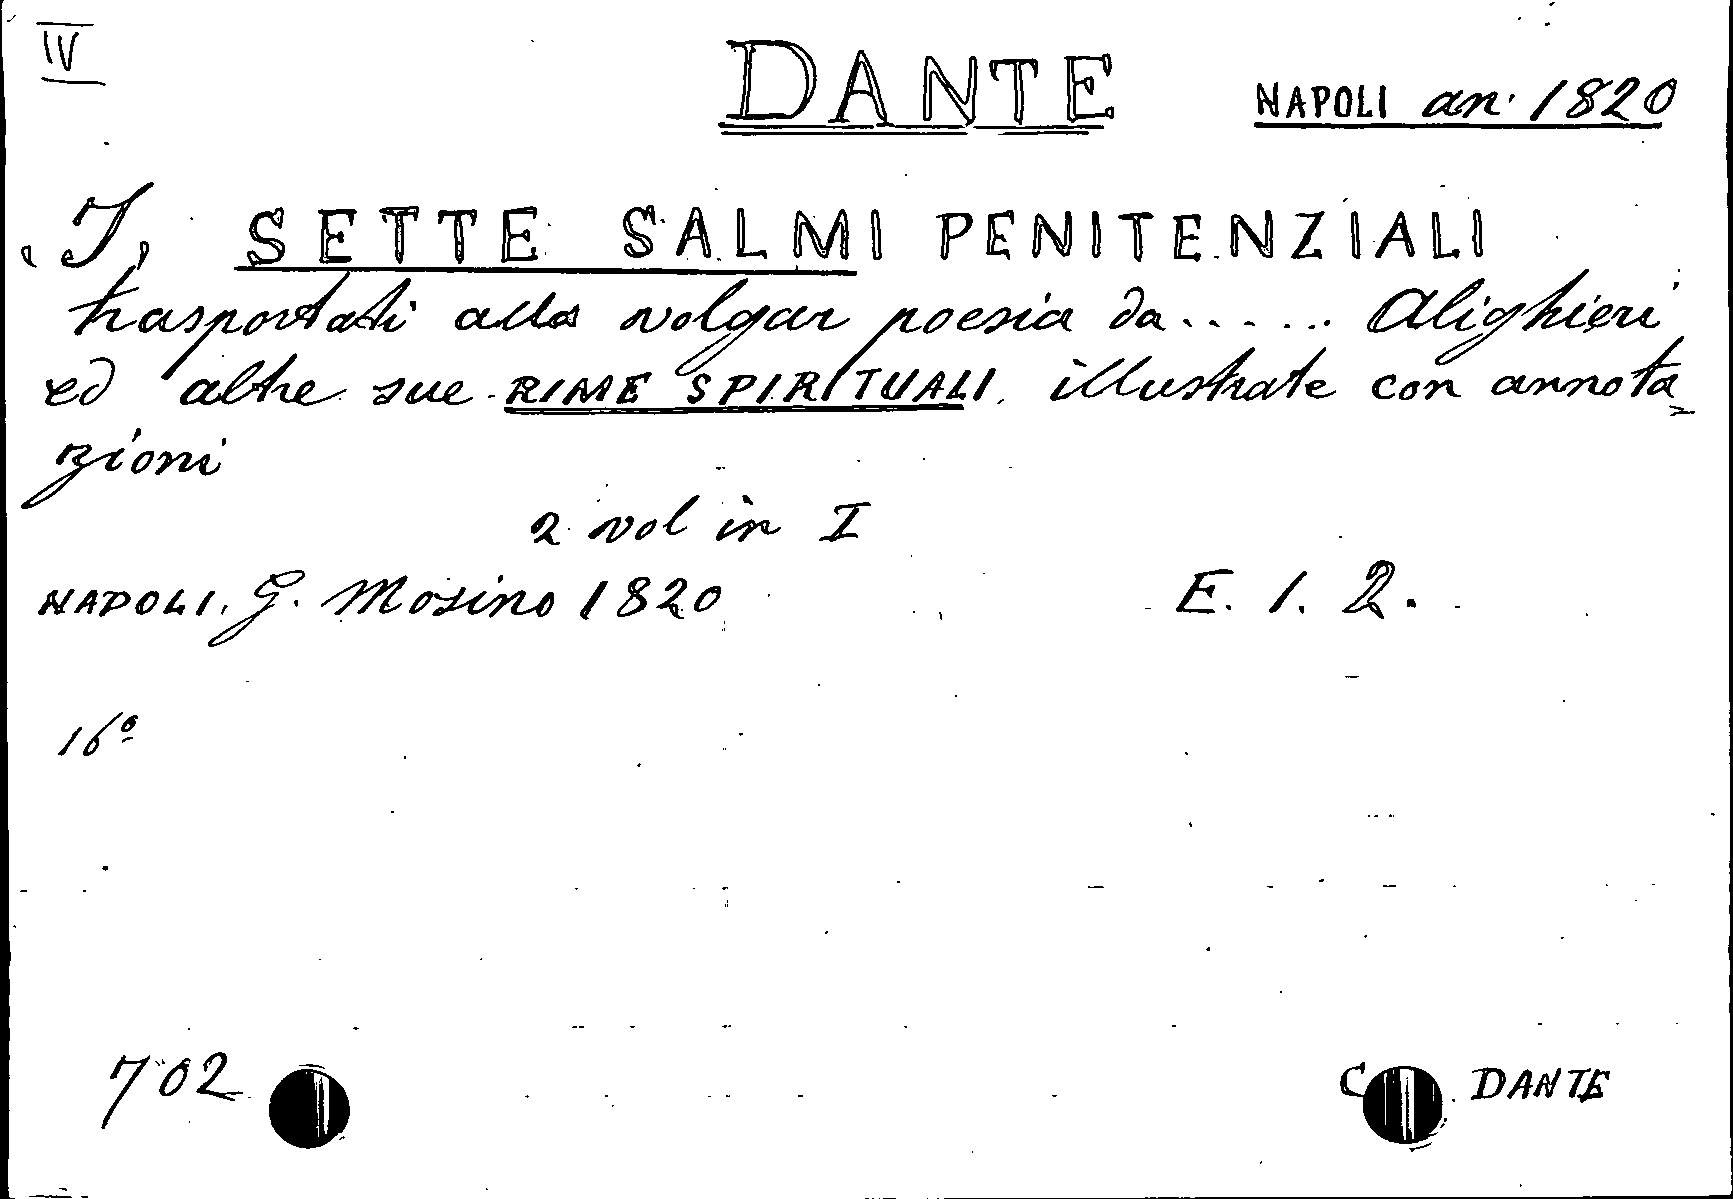 IV
DANTE
NAPOLI an. 1820
I, SETTE SALMI PENITENZIALI
trasportati alla volgar poesia da...... Alighieri
ed altre sue RIME SPIRITUALI, illustrate con annota=
zioni
2 vol in I
NAPOLI. G. Mosino 1820
E. 1. 2.
16º
702
C DANTE